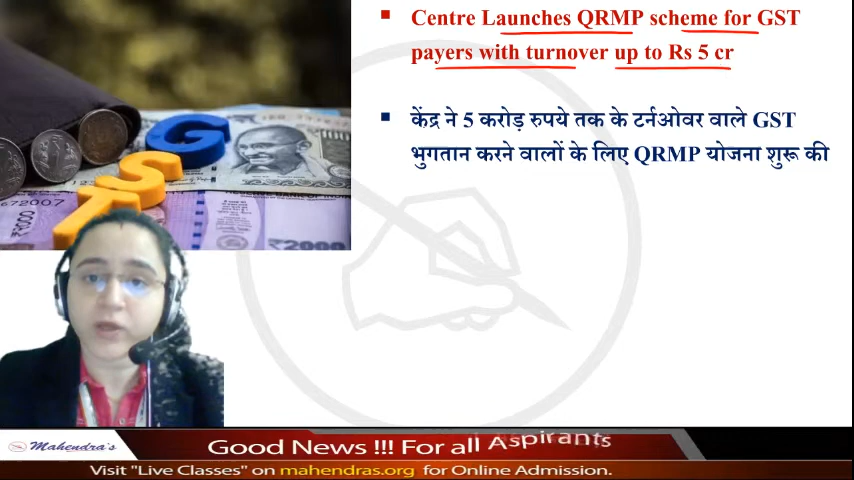 Centre Launches QRMP scheme for GST
payers with turnover up to Rs 5 cr
केंद्र ने 5 करोड़ रुपये तक के टर्नओवर वाले GST
भुगतान करने वालों के लिए QRMP योजना शुरू की
GST
672007
₹2000
Mahendra's
Good News !!! For all Aspirants
Visit "Live Classes" on mahendras.org for Online Admission.